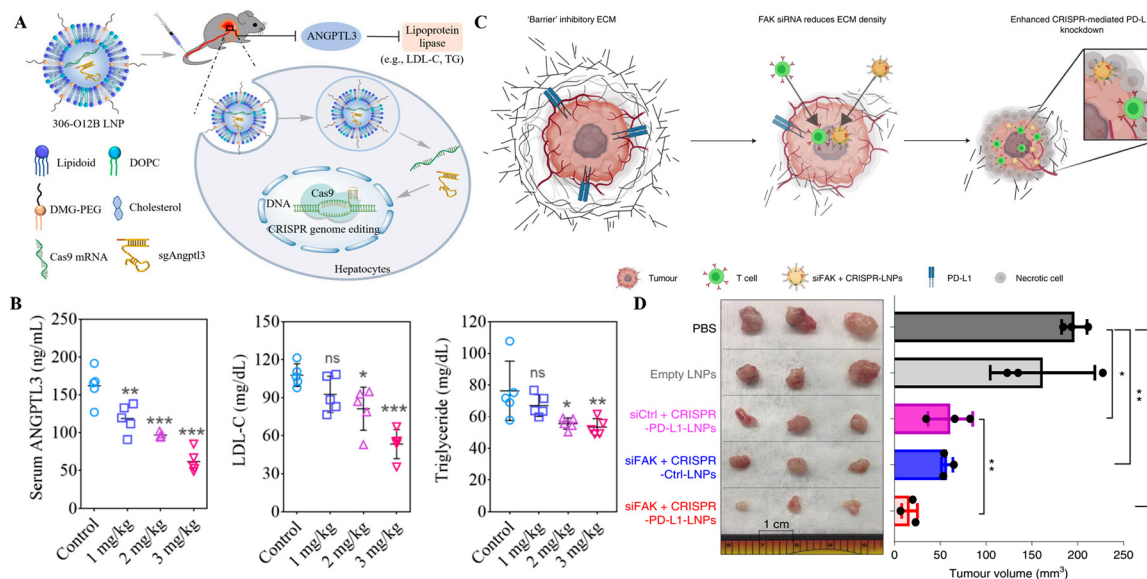 A
306-O12B LNP
Lipidoid
DOPC
DMG-PEG
Cholesterol
Cas9 mRNA
sgAngptl3
ANGPTL3
Lipoprotein
lipase
(e.g., LDL-C, TG)
Cas9
DNA
CRISPR genome editing
Hepatocytes
B
Serum ANGPTL3 (ng/mL)
250
200
150
100
50
0
**
***
***
Control
1 mg/kg
2 mg/kg
3 mg/kg
LDL-C (mg/dL)
150
120
90
60
30
0
ns
*
***
Control
1 mg/kg
2 mg/kg
3 mg/kg
Triglyceride (mg/dL)
120
100
80
60
40
20
0
ns
*
**
Control
1 mg/kg
2 mg/kg
3 mg/kg
C
'Barrier' inhibitory ECM
FAK siRNA reduces ECM density
Enhanced CRISPR-mediated PD-L
knockdown
Tumour
T cell
siFAK + CRISPR-LNPs
PD-L1
Necrotic cell
D
PBS
Empty LNPs
siCtrl + CRISPR
-PD-L1-LNPs
siFAK + CRISPR
-Ctrl-LNPs
siFAK + CRISPR
-PD-L1-LNPs
1 cm
*
**
**
0
50
100
150
200
250
Tumour volume (mm³)